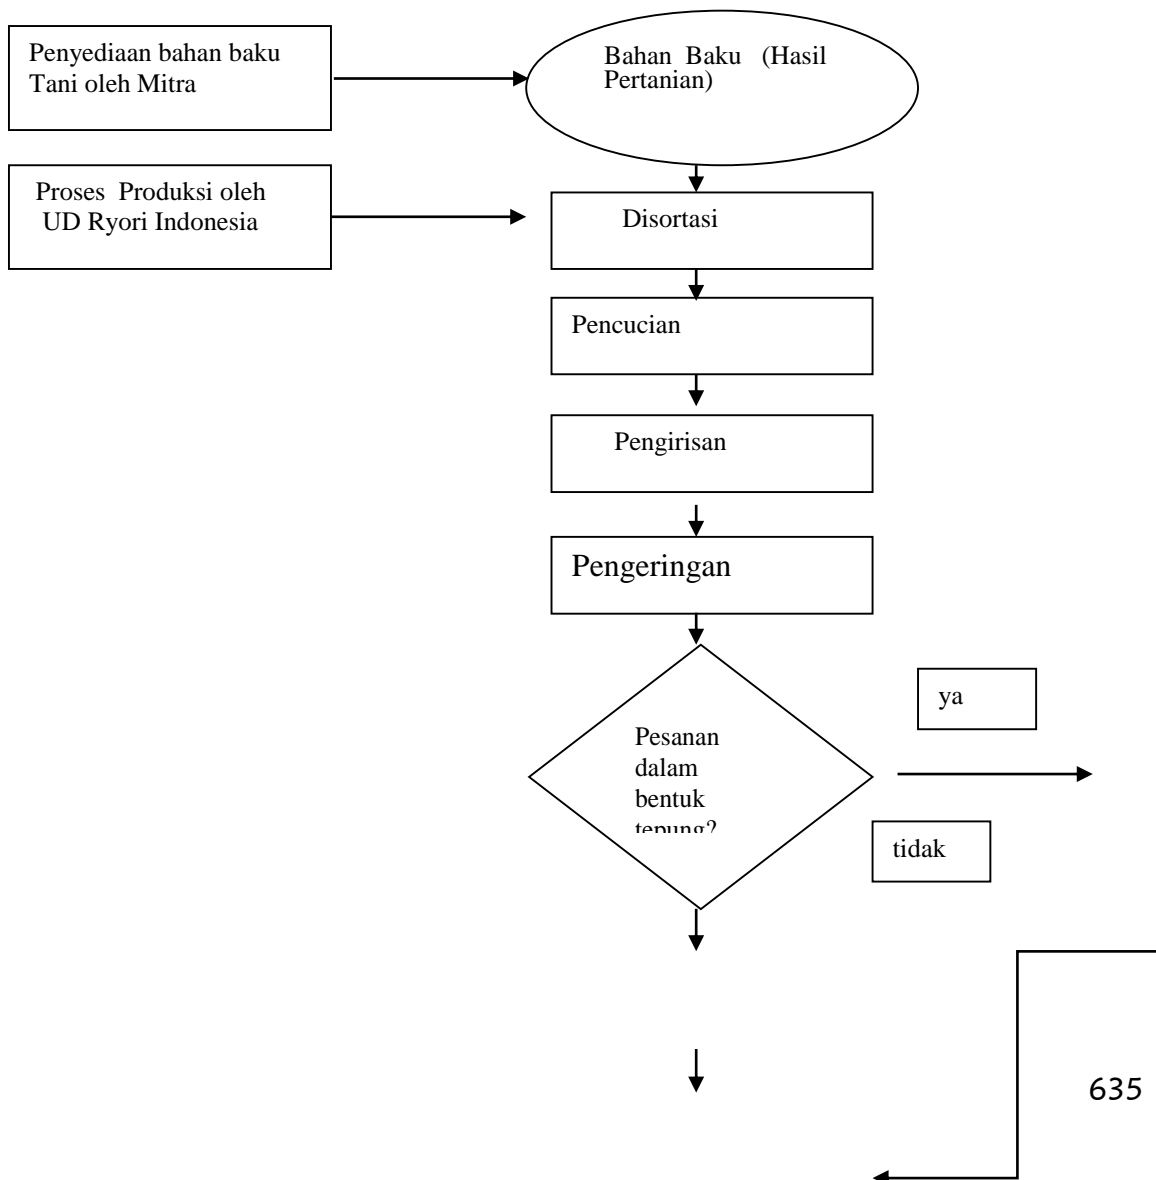 Penyediaan bahan baku
Tani oleh Mitra
Bahan Baku (Hasil
Pertanian)
Proses Produksi oleh
UD Ryori Indonesia
Disortasi
Pencucian
Pengirisan
Pengeringan
Pesanan
dalam
bentuk
tepung?
ya
tidak
635